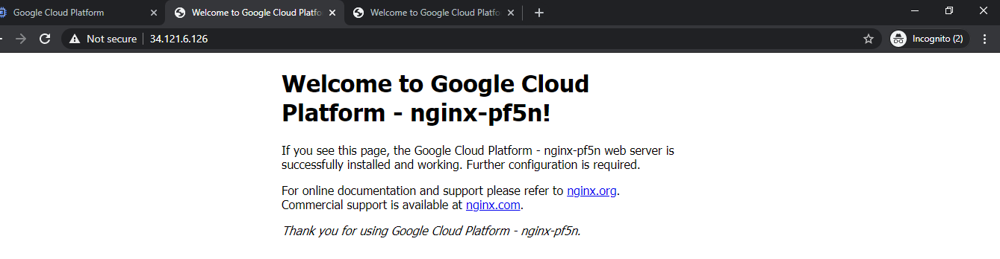 Google Cloud Platform
Welcome to Google Cloud Platfo
Welcome to Google Cloud Platfo
Not secure
34.121.6.126
Incognito (2)
Welcome to Google Cloud
Platform - nginx-pf5n!
If you see this page, the Google Cloud Platform - nginx-pf5n web server is
successfully installed and working. Further configuration is required.
For online documentation and support please refer to nginx.org.
Commercial support is available at nginx.com.
Thank you for using Google Cloud Platform - nginx-pf5n.